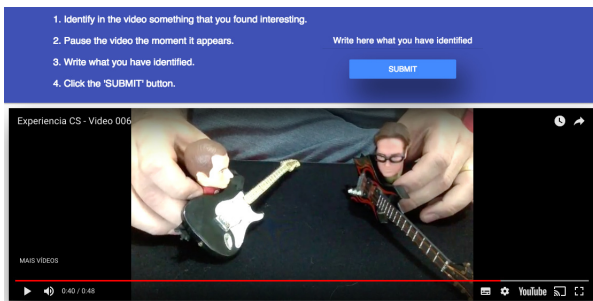 1. Identify in the video something that you found interesting.
2. Pause the video the moment it appears.
3. Write what you have identified.
4. Click the 'SUBMIT' button.
Write here what you have identified
SUBMIT
Experiencia CS - Video 006
MAIS VÍDEOS
0:40 / 0:48
YouTube